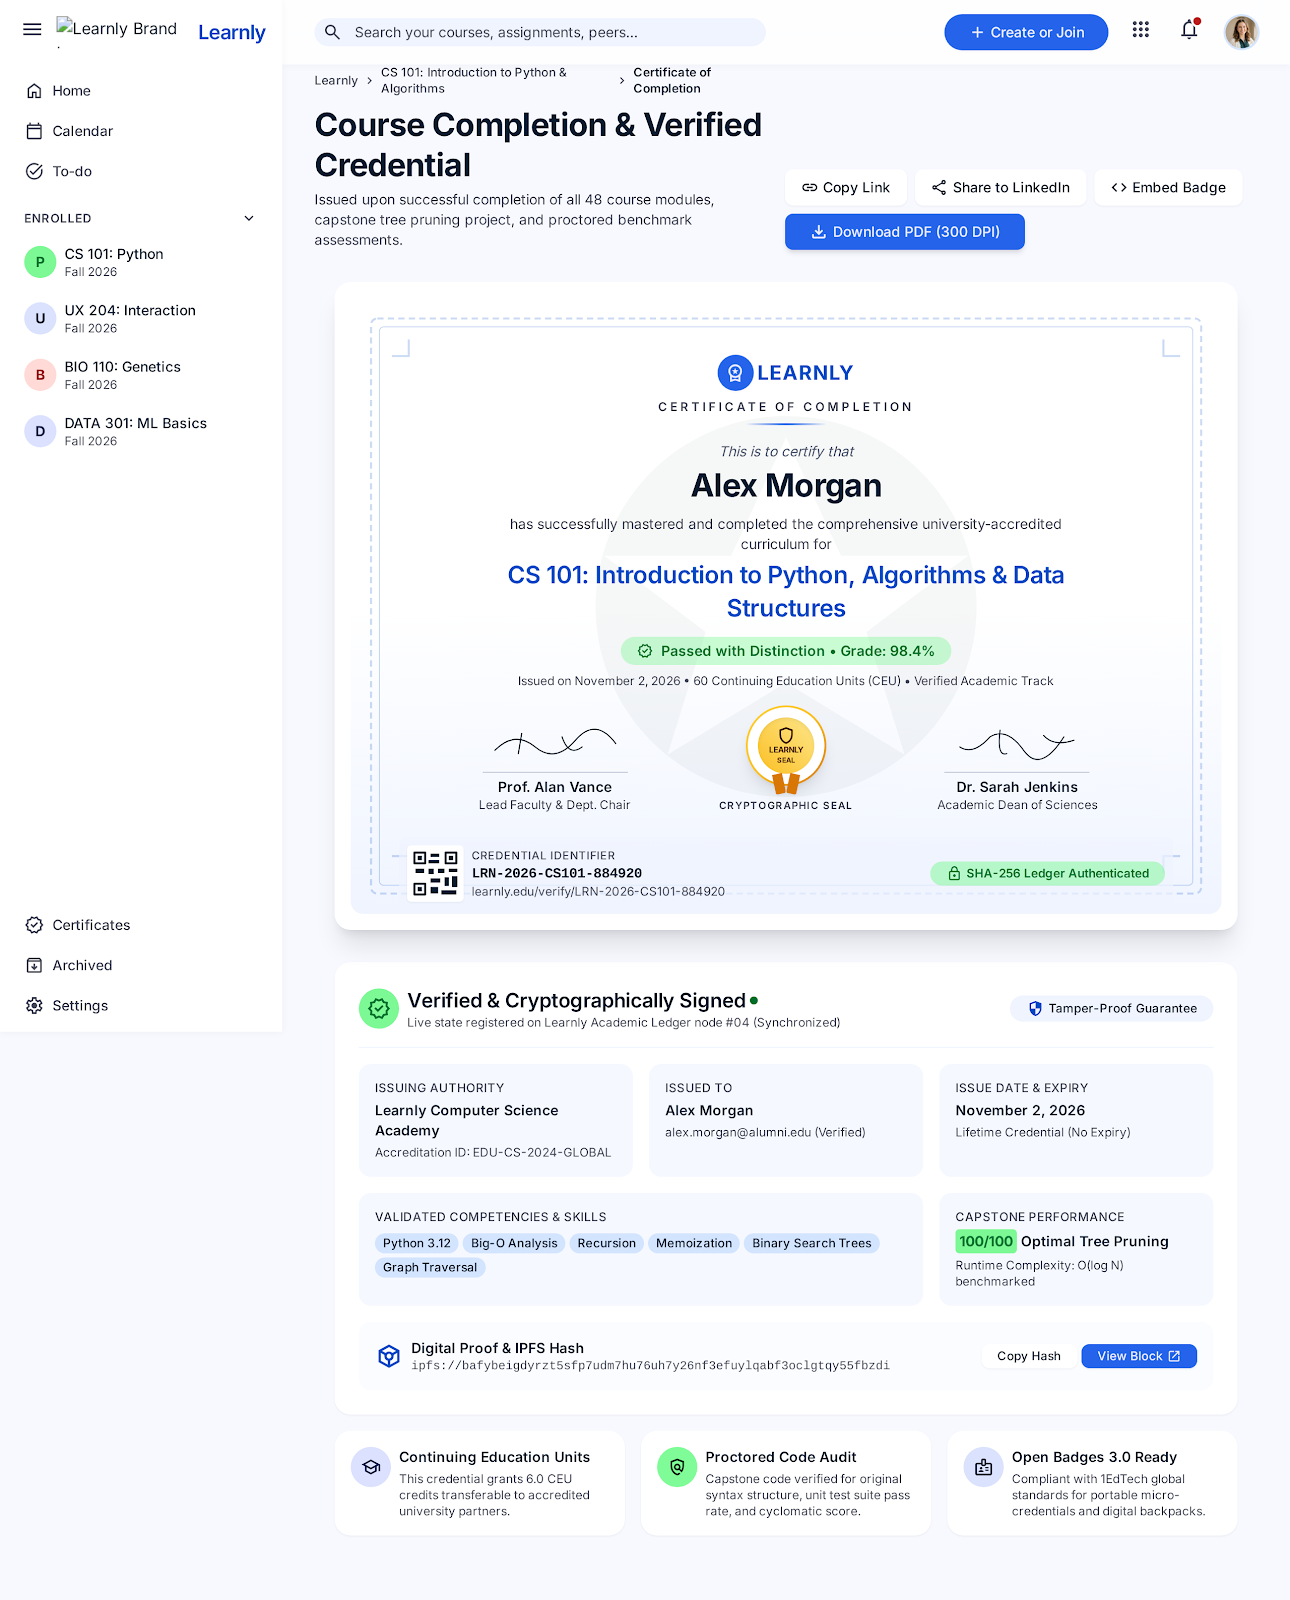 Learnly Brand
Learnly
Search your courses, assignments, peers...
Create or Join
Home
Calendar
To-do
ENROLLED
P
CS 101: Python
Fall 2026
U
UX 204: Interaction
Fall 2026
B
BIO 110: Genetics
Fall 2026
D
DATA 301: ML Basics
Fall 2026
Certificates
Archived
Settings
Learnly
CS 101: Introduction to Python &
Algorithms
Certificate of
Completion
Course Completion & Verified
Credential
Issued upon successful completion of all 48 course modules,
capstone tree pruning project, and proctored benchmark
assessments.
Copy Link
Share to LinkedIn
Embed Badge
Download PDF (300 DPI)
LEARNLY
CERTIFICATE OF COMPLETION
This is to certify that
Alex Morgan
has successfully mastered and completed the comprehensive university-accredited
curriculum for
CS 101: Introduction to Python, Algorithms & Data
Structures
Passed with Distinction • Grade: 98.4%
Issued on November 2, 2026 • 60 Continuing Education Units (CEU) • Verified Academic Track
Prof. Alan Vance
Lead Faculty & Dept. Chair
LEARNLY
SEAL
CRYPTOGRAPHIC SEAL
Dr. Sarah Jenkins
Academic Dean of Sciences
CREDENTIAL IDENTIFIER
LRN-2026-CS101-884920
learnly.edu/verify/LRN-2026-CS101-884920
SHA-256 Ledger Authenticated
Verified & Cryptographically Signed
Live state registered on Learnly Academic Ledger node #04 (Synchronized)
Tamper-Proof Guarantee
ISSUING AUTHORITY
Learnly Computer Science
Academy
Accreditation ID: EDU-CS-2024-GLOBAL
ISSUED TO
Alex Morgan
alex.morgan@alumni.edu (Verified)
ISSUE DATE & EXPIRY
November 2, 2026
Lifetime Credential (No Expiry)
VALIDATED COMPETENCIES & SKILLS
Python 3.12
Big-O Analysis
Recursion
Memoization
Binary Search Trees
Graph Traversal
CAPSTONE PERFORMANCE
100/100 Optimal Tree Pruning
Runtime Complexity: O(log N)
benchmarked
Digital Proof & IPFS Hash
ipfs://bafybeigdyrzt5sfp7udm7hu76uh7y26nf3efuylqabf3oclgtqy55fbzdi
Copy Hash
View Block
Continuing Education Units
This credential grants 6.0 CEU
credits transferable to accredited
university partners.
Proctored Code Audit
Capstone code verified for original
syntax structure, unit test suite pass
rate, and cyclomatic score.
Open Badges 3.0 Ready
Compliant with 1EdTech global
standards for portable micro-
credentials and digital backpacks.